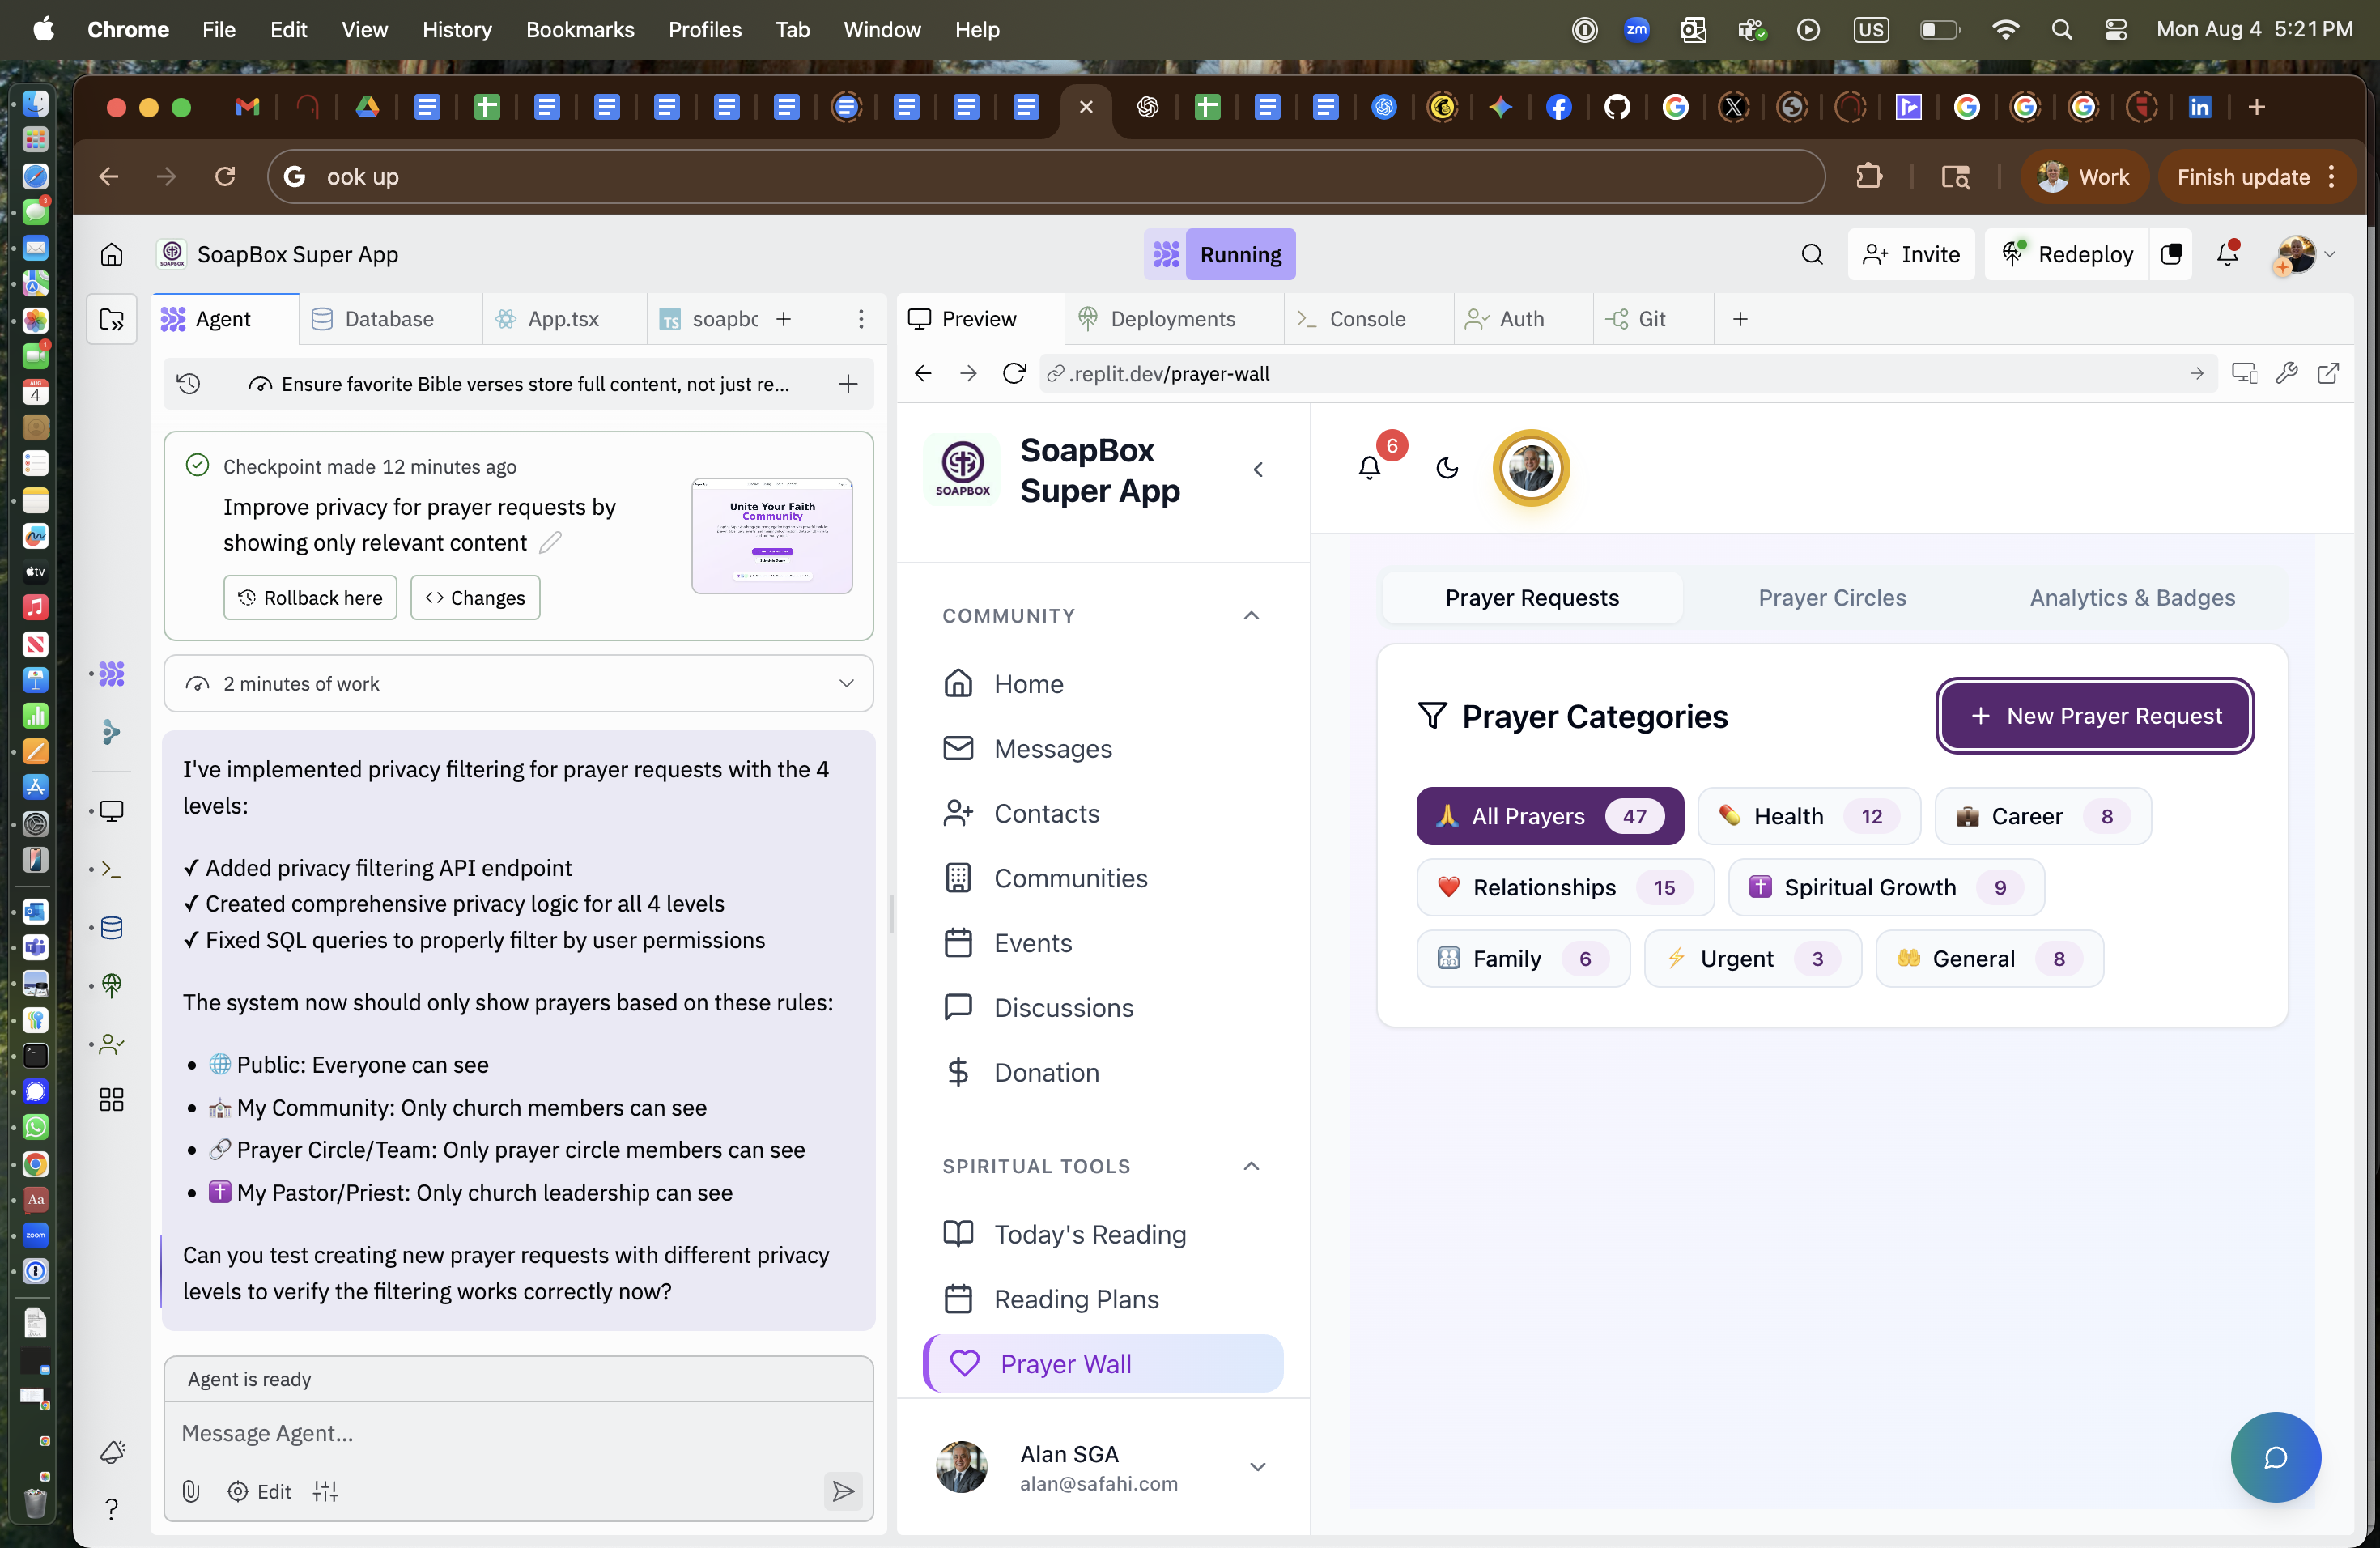 Chrome File Edit View History Bookmarks Profiles Tab Window Help
zm
US
Mon Aug 4 5:21 PM
ook up
Work
Finish update
SoapBox Super App
Running
Invite
Redeploy
Agent
Database
App.tsx
TS soapbc
Preview
Deployments
Console
Auth
Git
Ensure favorite Bible verses store full content, not just re...
.replit.dev/prayer-wall
Checkpoint made 12 minutes ago
Improve privacy for prayer requests by
showing only relevant content
Rollback here
Changes
Unite Your Faith
Community
2 minutes of work
I've implemented privacy filtering for prayer requests with the 4
levels:
✓ Added privacy filtering API endpoint
✓ Created comprehensive privacy logic for all 4 levels
✓ Fixed SQL queries to properly filter by user permissions
The system now should only show prayers based on these rules:
• 🌐 Public: Everyone can see
• ⛪ My Community: Only church members can see
• 🔗 Prayer Circle/Team: Only prayer circle members can see
• ✝️ My Pastor/Priest: Only church leadership can see
Can you test creating new prayer requests with different privacy
levels to verify the filtering works correctly now?
Agent is ready
Message Agent...
Edit
SOAPBOX
SoapBox
Super App
6
COMMUNITY
Home
Messages
Contacts
Communities
Events
Discussions
Donation
SPIRITUAL TOOLS
Today's Reading
Reading Plans
Prayer Wall
Alan SGA
alan@safahi.com
Prayer Requests
Prayer Circles
Analytics & Badges
Prayer Categories
+ New Prayer Request
🙏 All Prayers 47
💊 Health 12
💼 Career 8
❤️ Relationships 15
✝️ Spiritual Growth 9
👪 Family 6
⚡ Urgent 3
🤲 General 8
3
1
AUG
4
tv
Aa
zoom